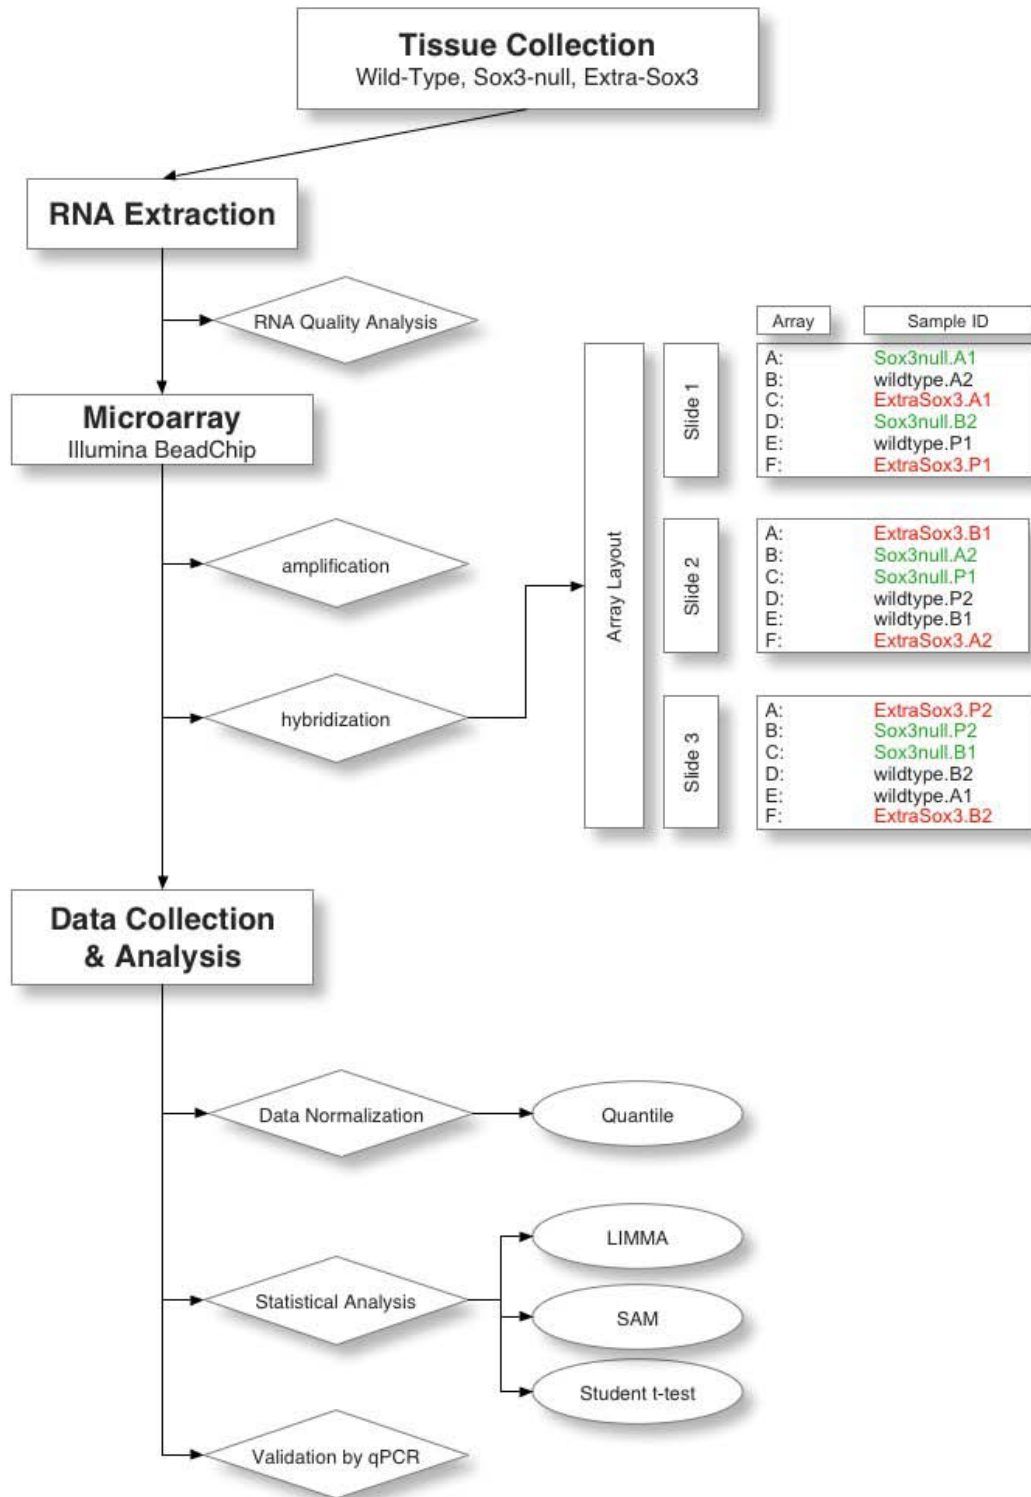 Tissue Collection
Wild-Type, Sox3-null, Extra-Sox3
RNA Extraction
RNA Quality Analysis
Microarray
Illumina BeadChip
amplification
hybridization
Array Layout
Array Sample ID
Slide 1
A: Sox3null.A1
B: wildtype.A2
C: ExtraSox3.A1
D: Sox3null.B2
E: wildtype.P1
F: ExtraSox3.P1
Slide 2
A: ExtraSox3.B1
B: Sox3null.A2
C: Sox3null.P1
D: wildtype.P2
E: wildtype.B1
F: ExtraSox3.A2
Slide 3
A: ExtraSox3.P2
B: Sox3null.P2
C: Sox3null.B1
D: wildtype.B2
E: wildtype.A1
F: ExtraSox3.B2
Data Collection
& Analysis
Data Normalization
Quantile
Statistical Analysis
LIMMA
SAM
Student t-test
Validation by qPCR